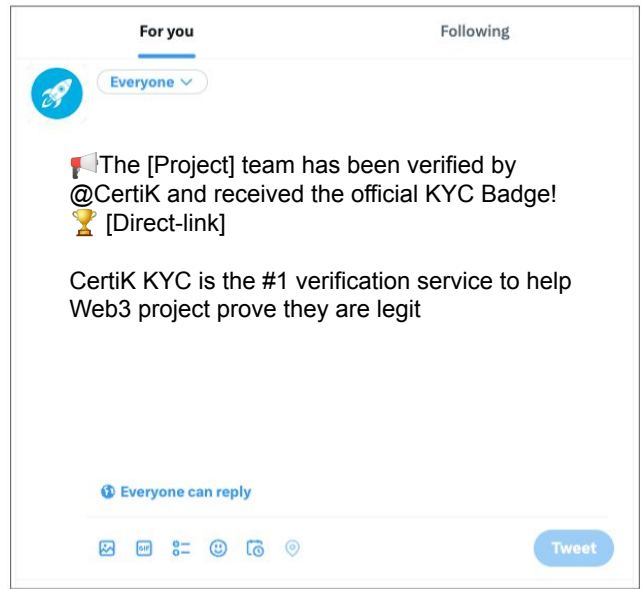 For you
Following
Everyone
📢The [Project] team has been verified by
@CertiK and received the official KYC Badge!
🏆 [Direct-link]
CertiK KYC is the #1 verification service to help
Web3 project prove they are legit
Everyone can reply
GIF
Tweet